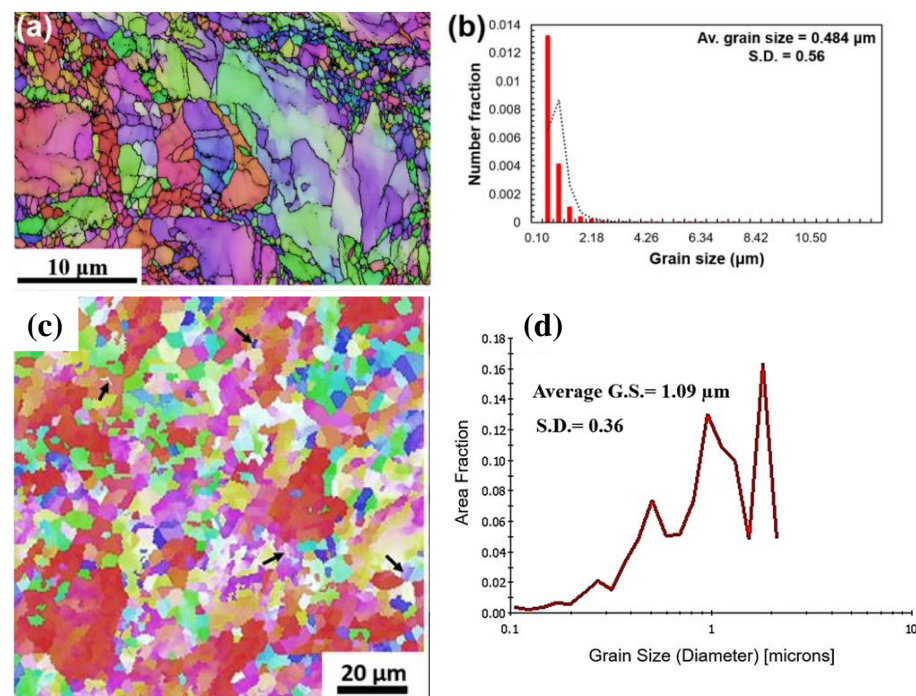 (a)
10 µm
(b)
Av. grain size = 0.484 µm
S.D. = 0.56
Number fraction
0.014
0.012
0.010
0.008
0.006
0.004
0.002
0
0.10 2.18 4.26 6.34 8.42 10.50
Grain size (µm)
(c)
20 µm
(d)
Average G.S.= 1.09 µm
S.D.= 0.36
Area Fraction
0.18
0.16
0.14
0.12
0.10
0.08
0.06
0.04
0.02
0.00
0.1 1 10
Grain Size (Diameter) [microns]